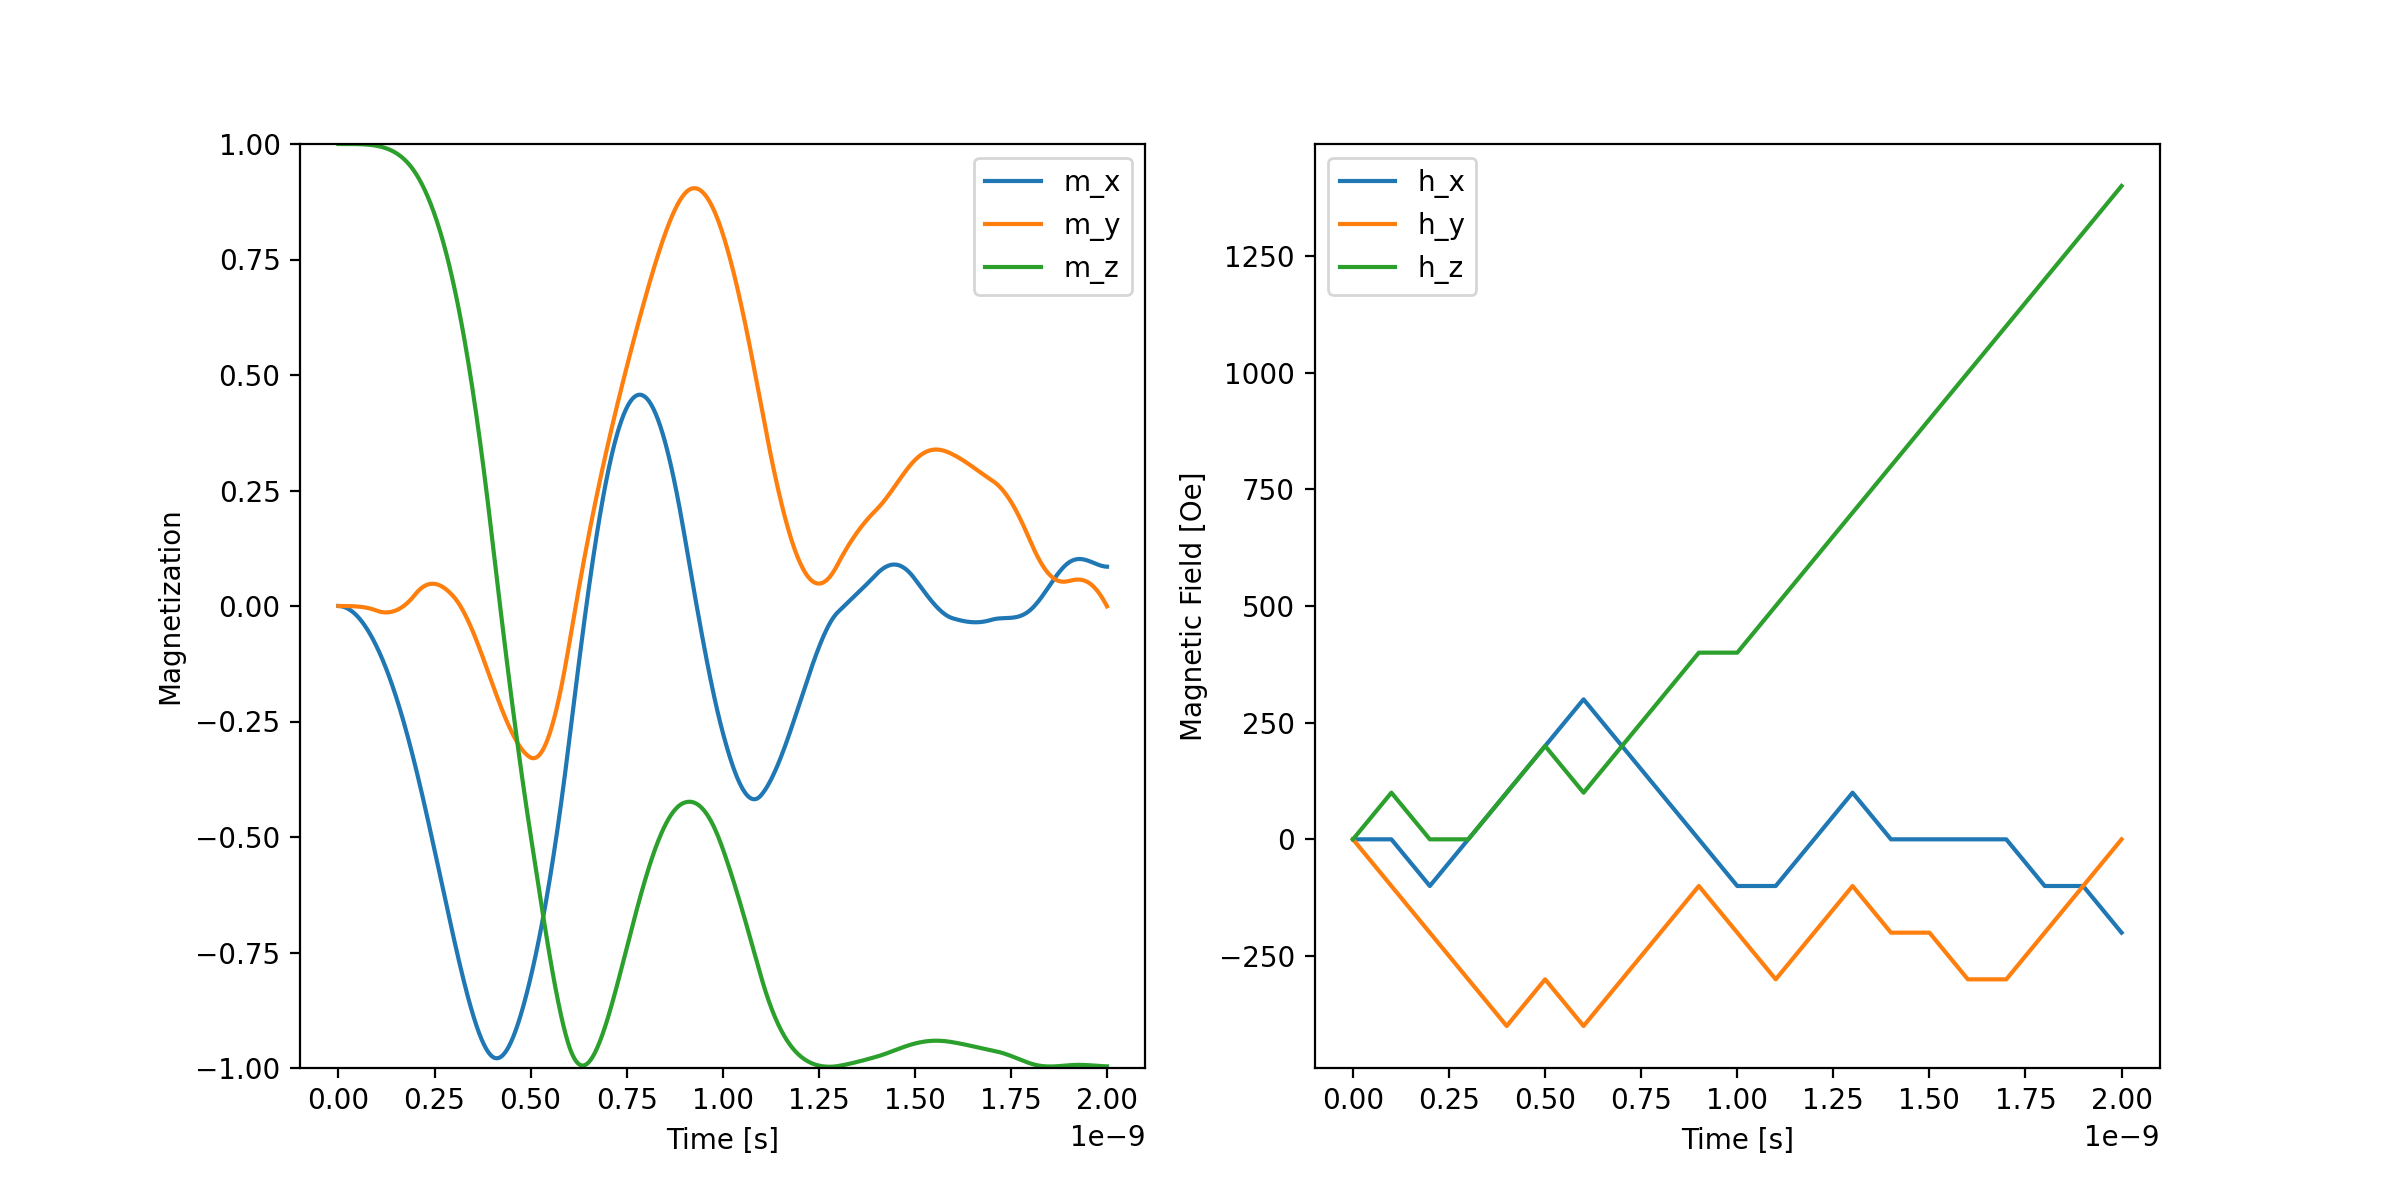 1.00
0.75
0.50
0.25
0.00
−0.25
−0.50
−0.75
−1.00
Magnetization
m_x
m_y
m_z
0.00 0.25 0.50 0.75 1.00 1.25 1.50 1.75 2.00
Time [s]
1e−9
1250
1000
750
500
250
0
−250
Magnetic Field [Oe]
h_x
h_y
h_z
0.00 0.25 0.50 0.75 1.00 1.25 1.50 1.75 2.00
Time [s]
1e−9